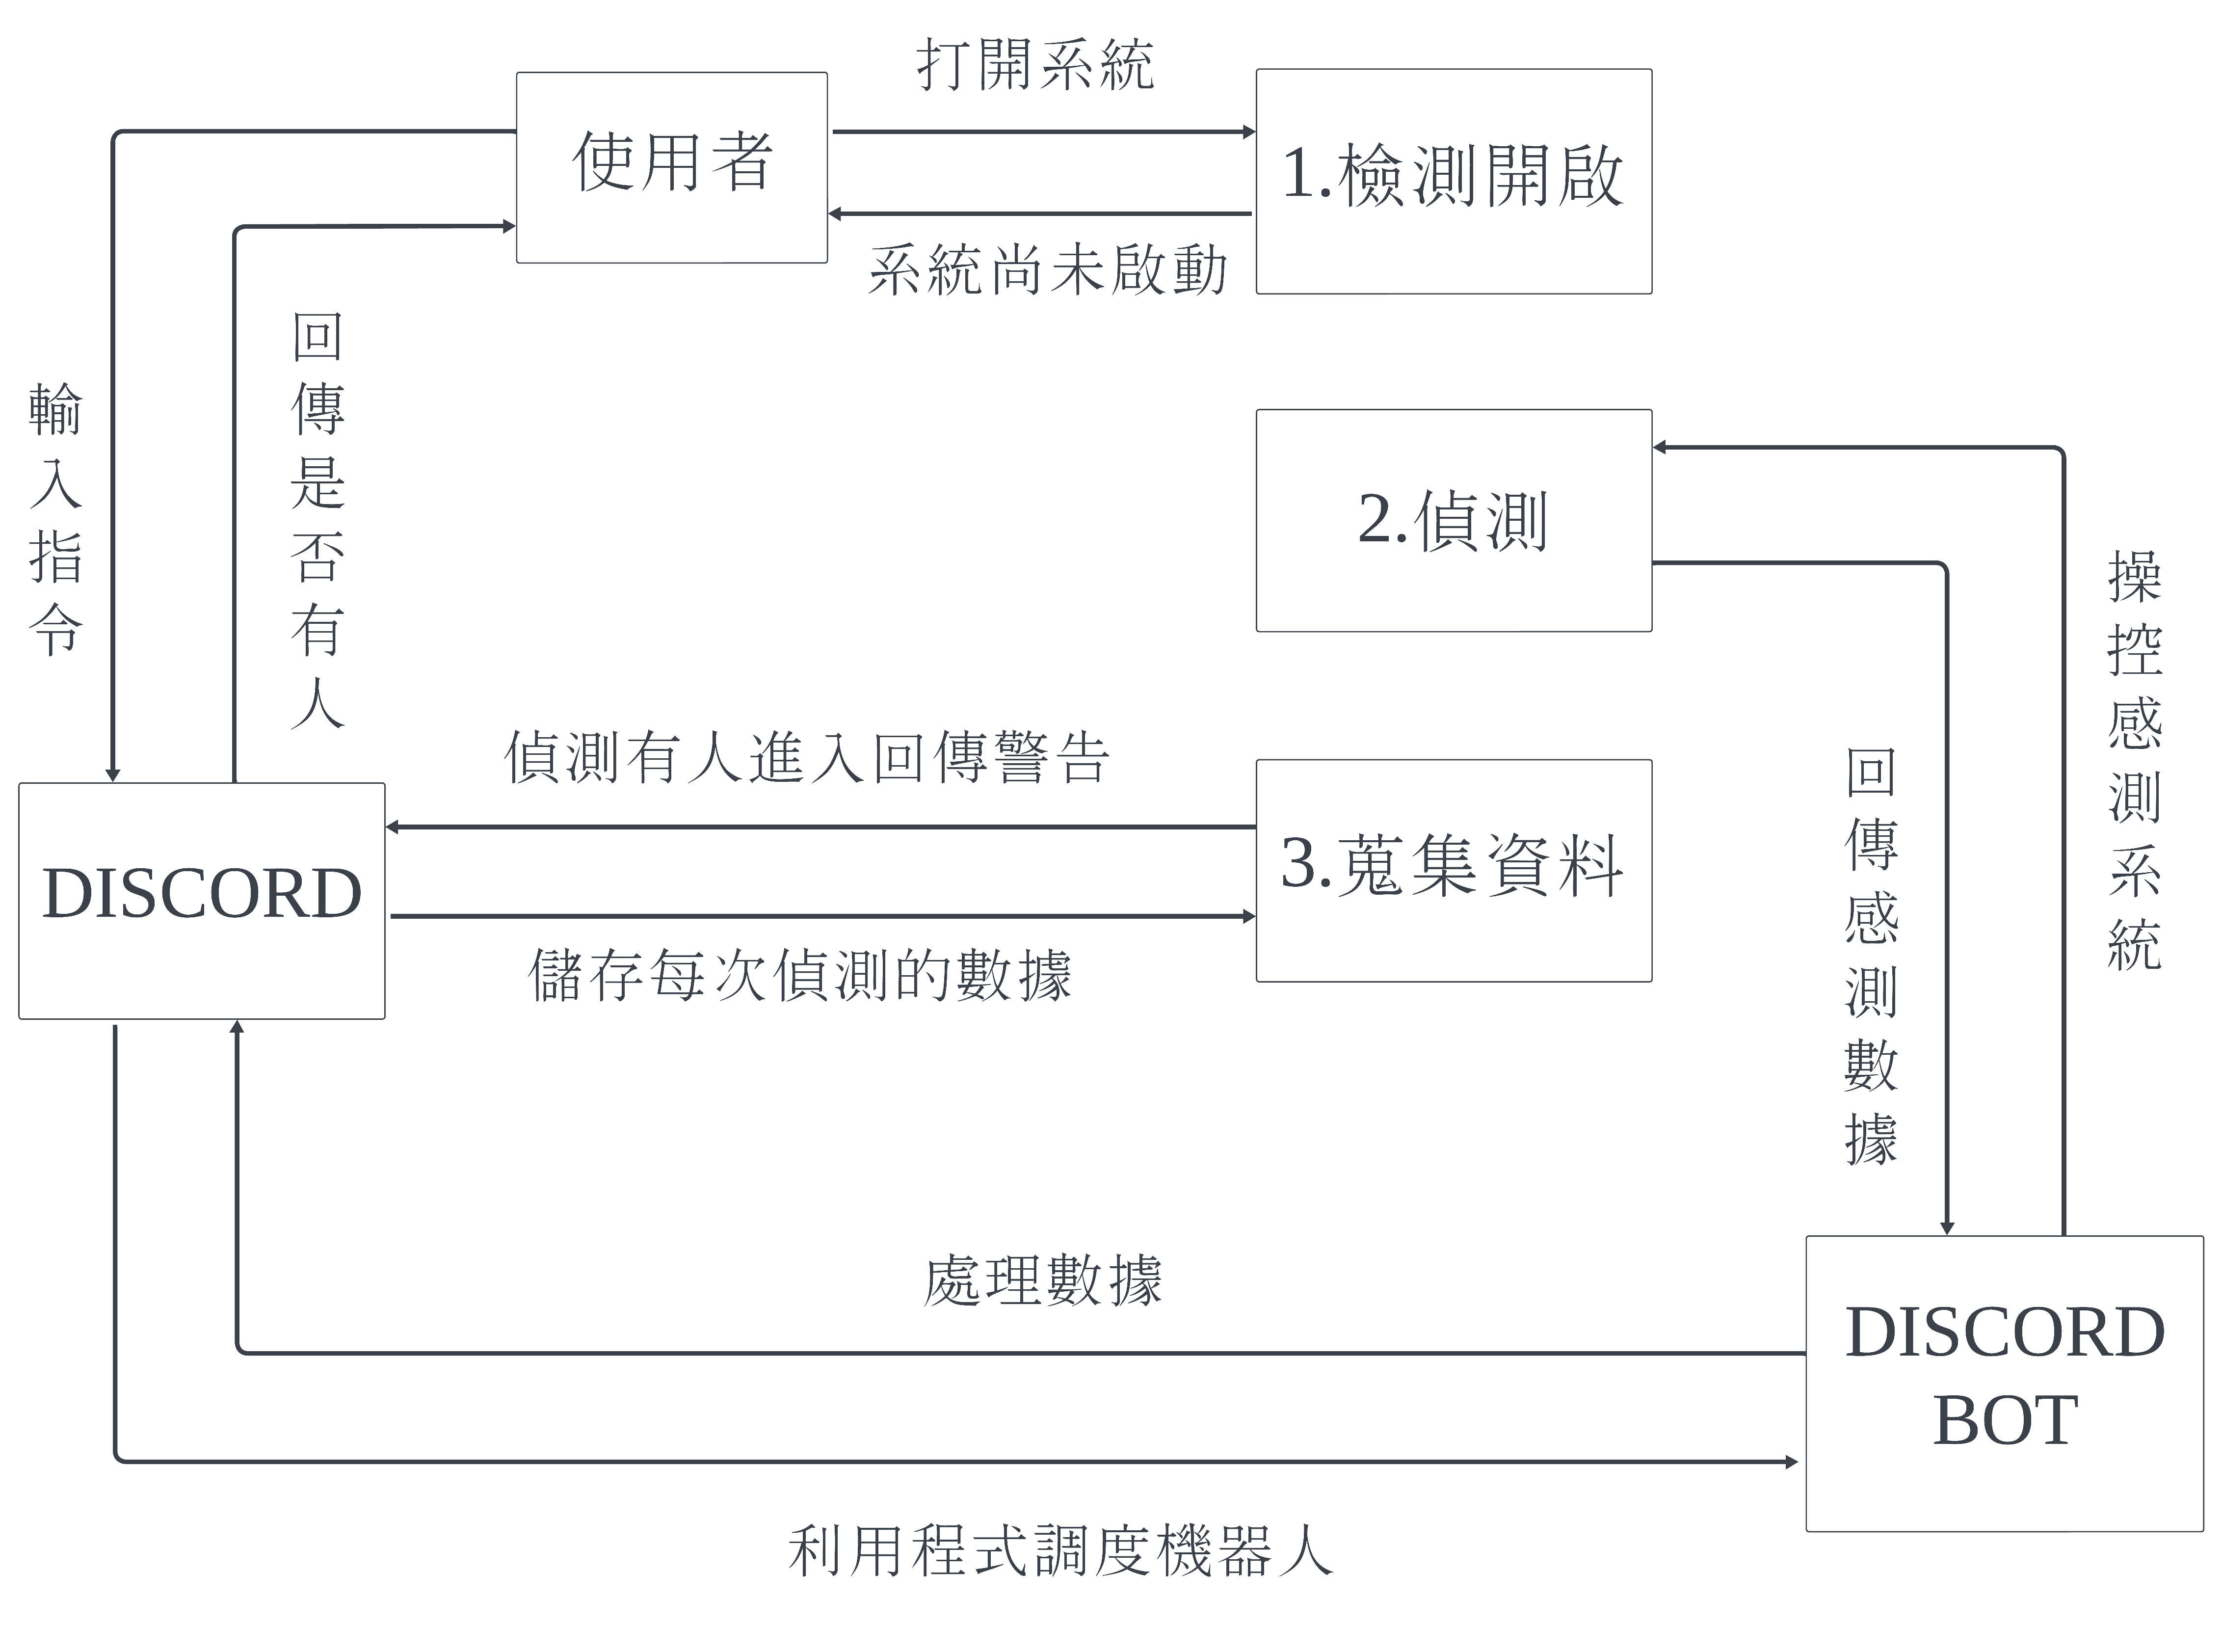 打開系統
使用者
1.檢測開啟
系統尚未啟動
輸入指令
回傳是否有人
2.偵測
操控感測系統
回傳感測數據
偵測有人進入回傳警告
DISCORD
3.蒐集資料
儲存每次偵測的數據
處理數據
DISCORD
BOT
利用程式調度機器人